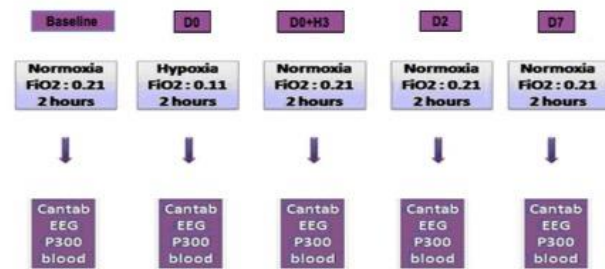 Baseline D0 D0+H3 D2 D7
Normoxia Hypoxia Normoxia Normoxia Normoxia
FiO2 : 0.21 FiO2 : 0.11 FiO2 : 0.21 FiO2 : 0.21 FiO2 : 0.21
2 hours 2 hours 2 hours 2 hours 2 hours
Cantab Cantab Cantab Cantab Cantab
EEG EEG EEG EEG EEG
P300 P300 P300 P300 P300
blood blood blood blood blood